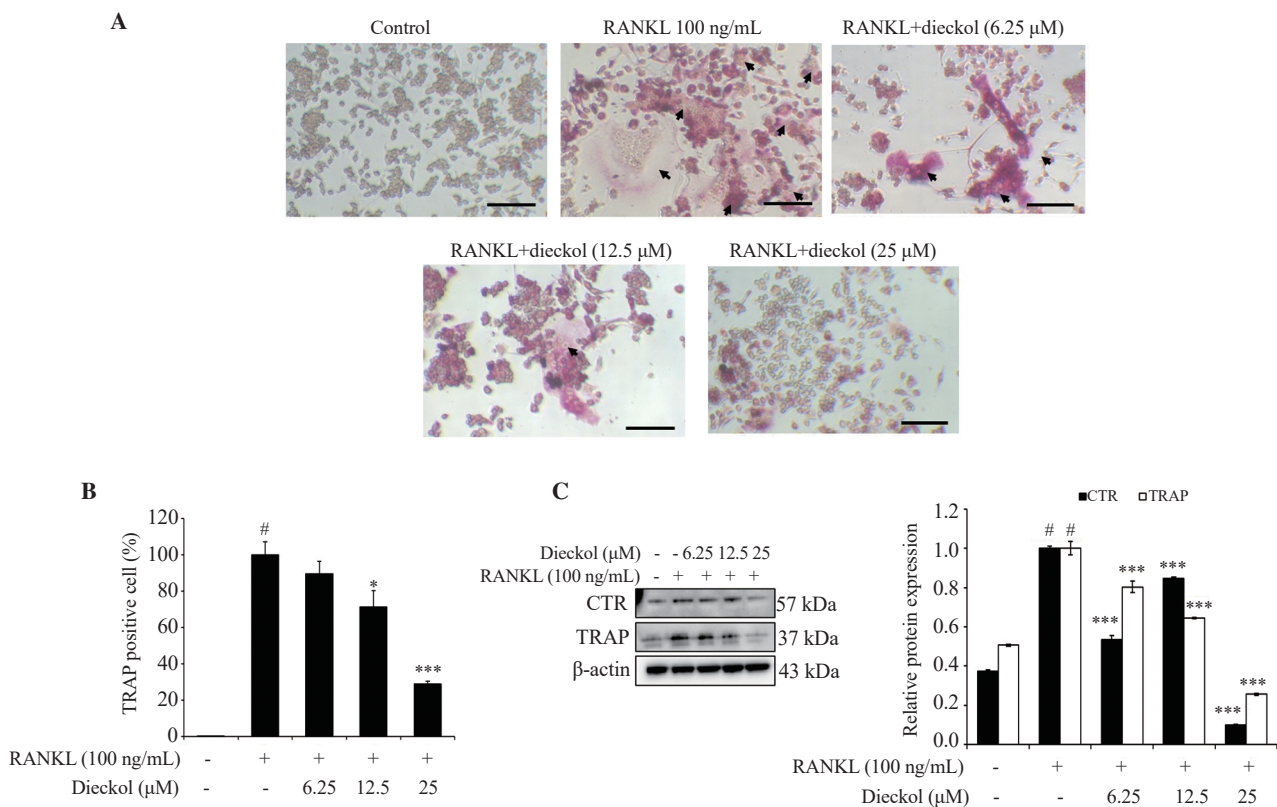 A
Control
RANKL 100 ng/mL
RANKL+dieckol (6.25 μM)
RANKL+dieckol (12.5 μM)
RANKL+dieckol (25 μM)
B
TRAP positive cell (%)
120
100
80
60
40
20
0
#
*
***
RANKL (100 ng/mL) - + + + +
Dieckol (μM) - - 6.25 12.5 25
C
Dieckol (μM) - - 6.25 12.5 25
RANKL (100 ng/mL) - + + + +
CTR 57 kDa
TRAP 37 kDa
β-actin 43 kDa
CTR TRAP
Relative protein expression
1.2
1.0
0.8
0.6
0.4
0.2
0.0
# #
*** ***
*** ***
*** ***
RANKL (100 ng/mL) - + + + +
Dieckol (μM) - - 6.25 12.5 25